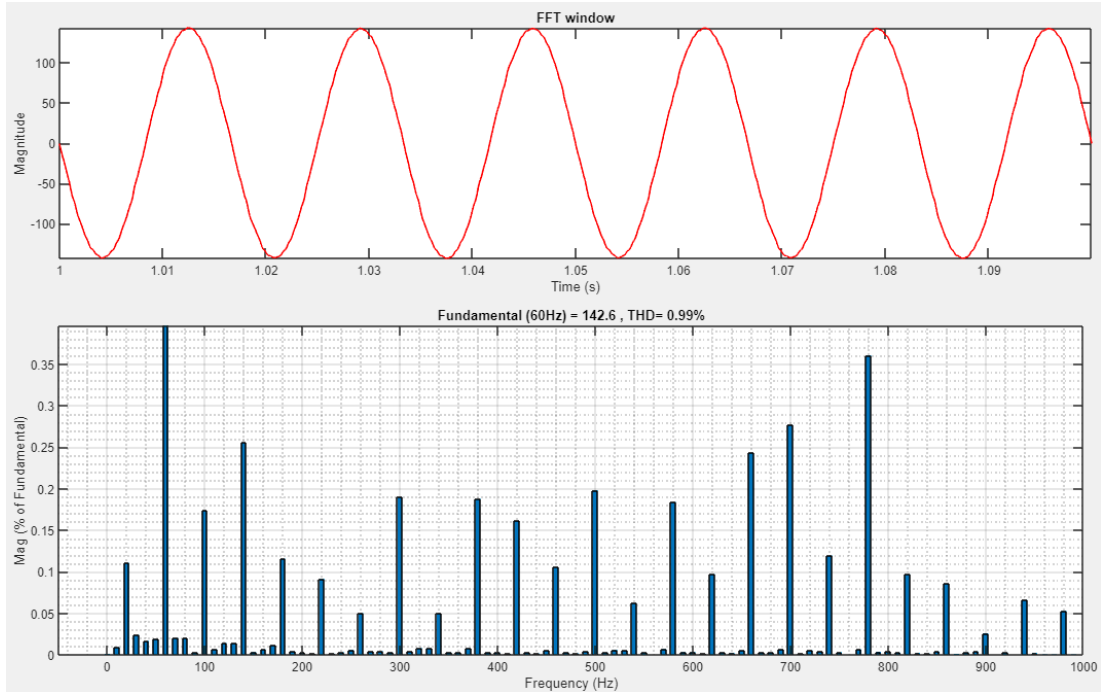 FFT window
100
50
0
-50
-100
Magnitude
1 1.01 1.02 1.03 1.04 1.05 1.06 1.07 1.08 1.09
Time (s)
Fundamental (60Hz) = 142.6 , THD= 0.99%
0.35
0.3
0.25
0.2
0.15
0.1
0.05
0
Mag (% of Fundamental)
0 100 200 300 400 500 600 700 800 900 1000
Frequency (Hz)